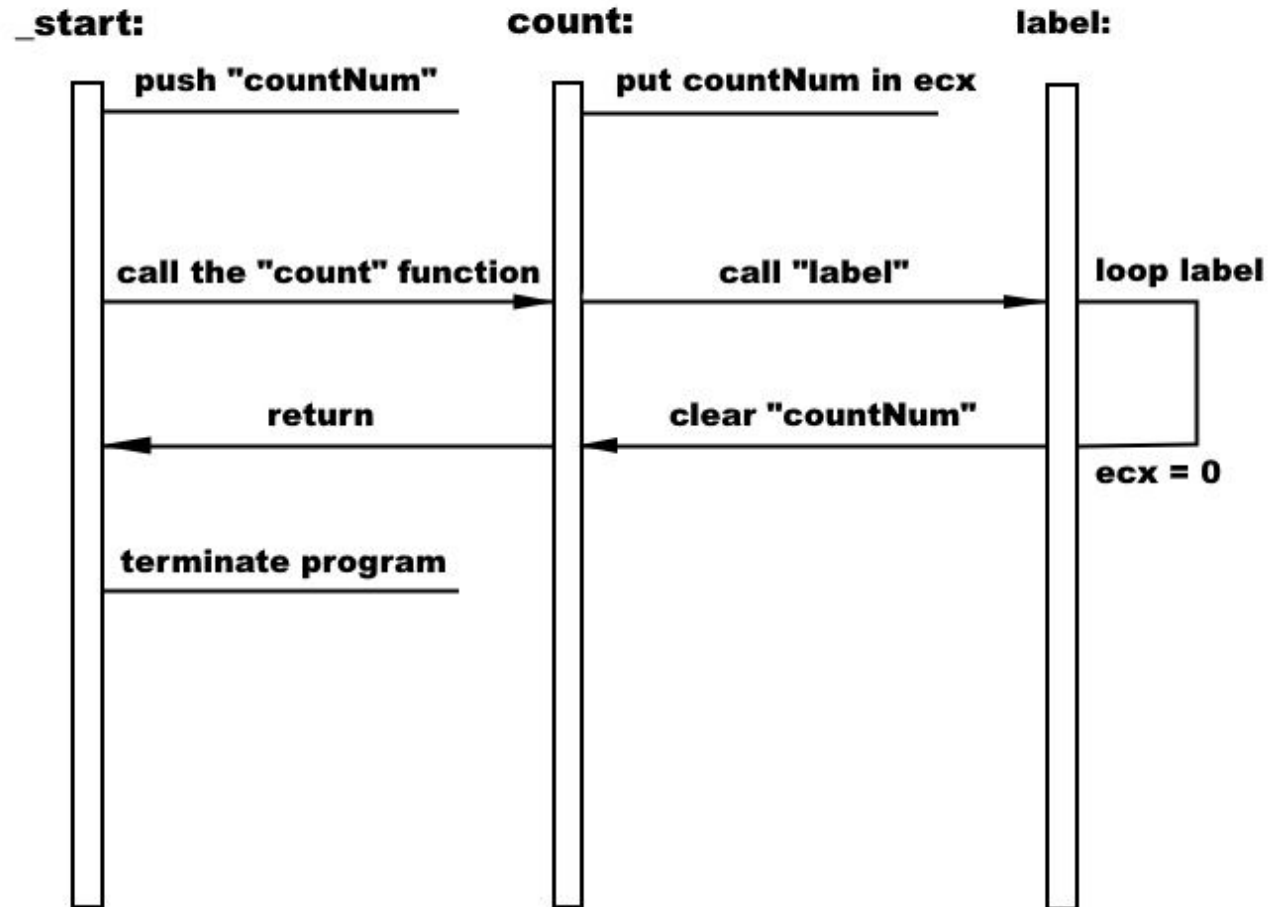 _start:
count:
label:
push "countNum"
put countNum in ecx
call the "count" function
call "label"
loop label
return
clear "countNum"
ecx = 0
terminate program